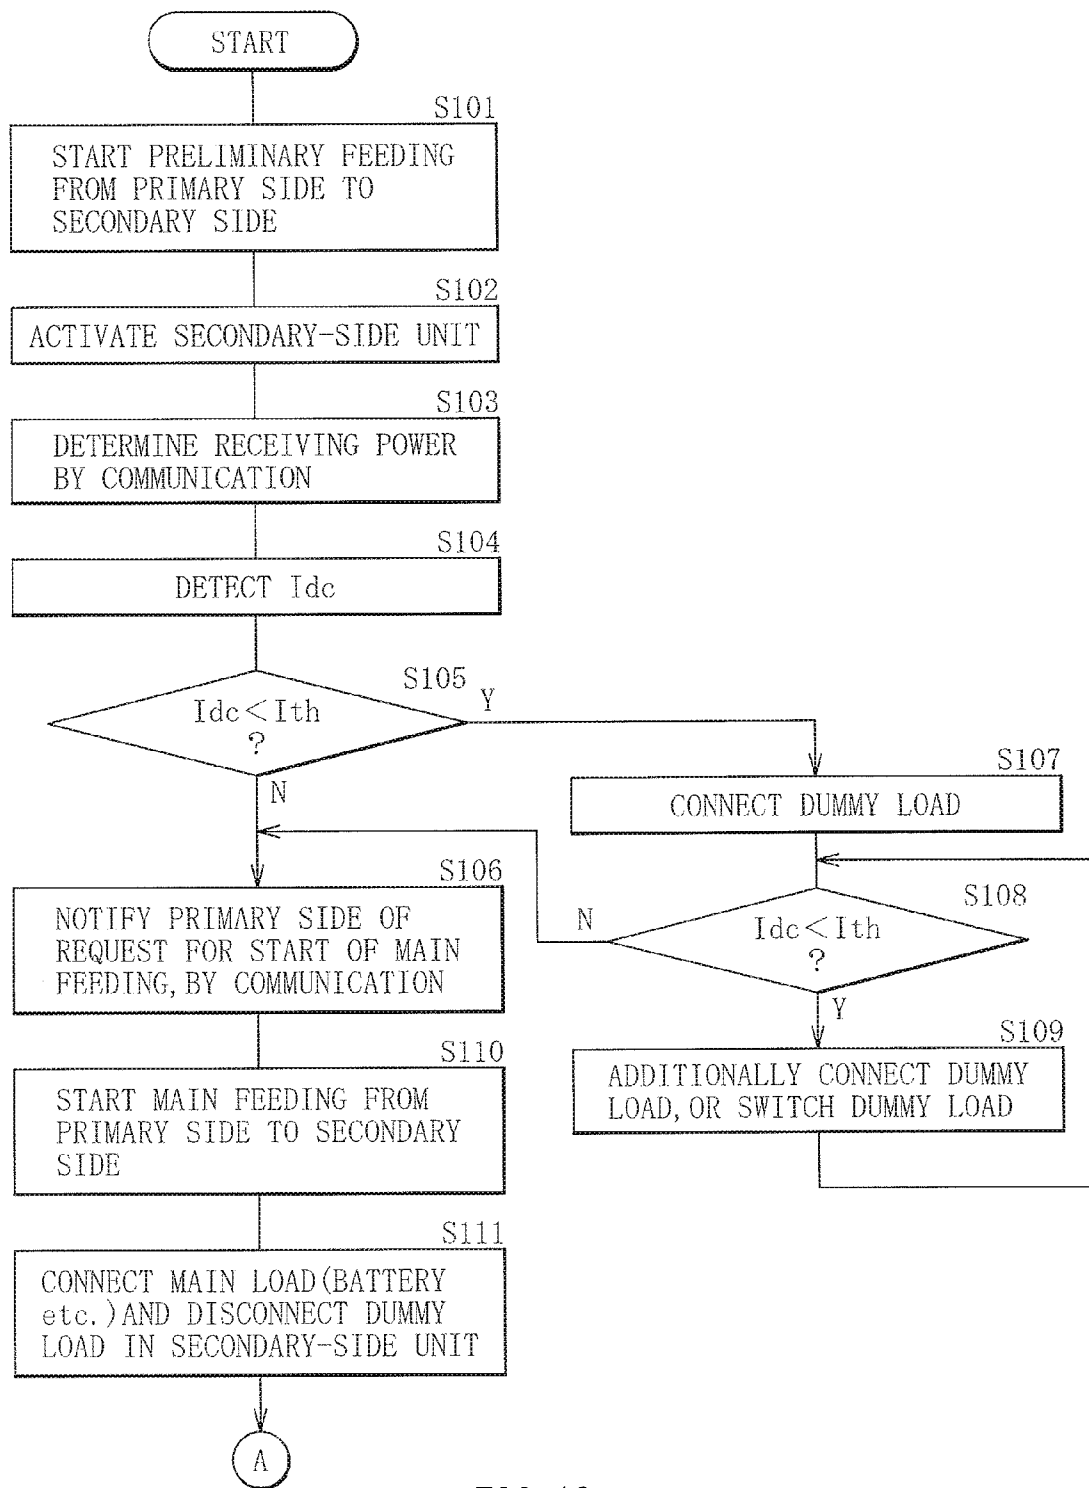 START
S101
START PRELIMINARY FEEDING
FROM PRIMARY SIDE TO
SECONDARY SIDE
S102
ACTIVATE SECONDARY-SIDE UNIT
S103
DETERMINE RECEIVING POWER
BY COMMUNICATION
S104
DETECT Idc
S105
Idc<Ith
?
Y
N
S107
CONNECT DUMMY LOAD
S106
NOTIFY PRIMARY SIDE OF
REQUEST FOR START OF MAIN
FEEDING, BY COMMUNICATION
S108
N
Idc<Ith
?
Y
S109
ADDITIONALLY CONNECT DUMMY
LOAD, OR SWITCH DUMMY LOAD
S110
START MAIN FEEDING FROM
PRIMARY SIDE TO SECONDARY
SIDE
S111
CONNECT MAIN LOAD (BATTERY
etc.) AND DISCONNECT DUMMY
LOAD IN SECONDARY-SIDE UNIT
A